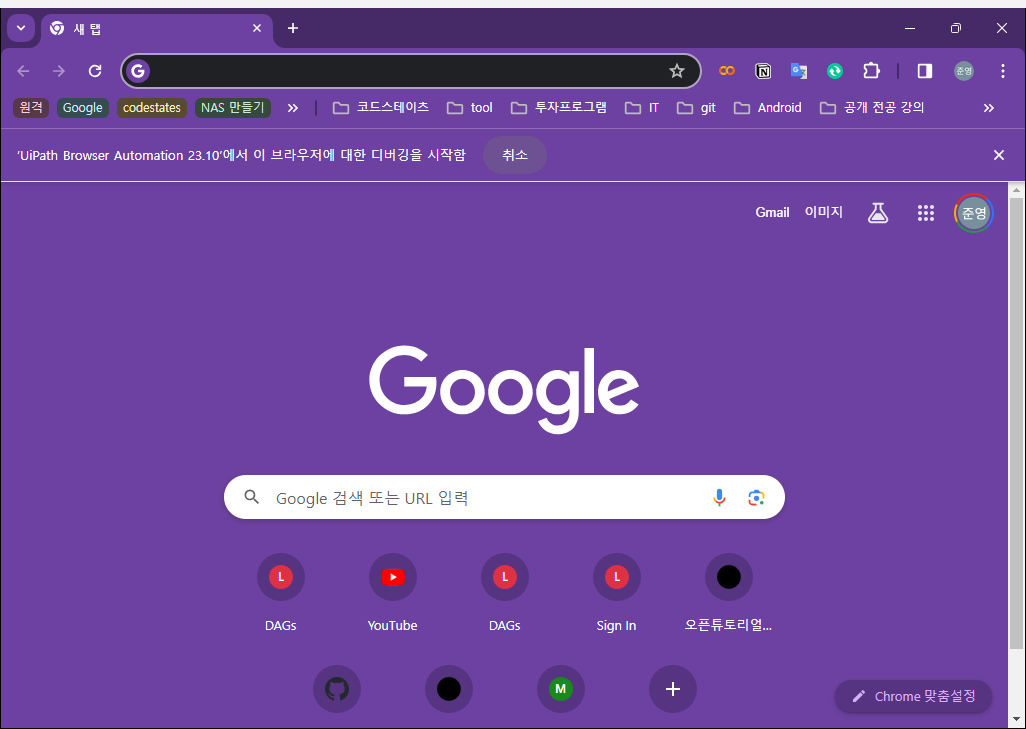 새 탭
준영
원격 Google codestates NAS 만들기 코드스테이츠 tool 투자프로그램 IT git Android 공개 전공 강의
'UiPath Browser Automation 23.10'에서 이 브라우저에 대한 디버깅을 시작함 취소
Gmail 이미지 준영
Google
Google 검색 또는 URL 입력
L L L
DAGs YouTube DAGs Sign In 오픈튜토리얼...
M
Chrome 맞춤설정